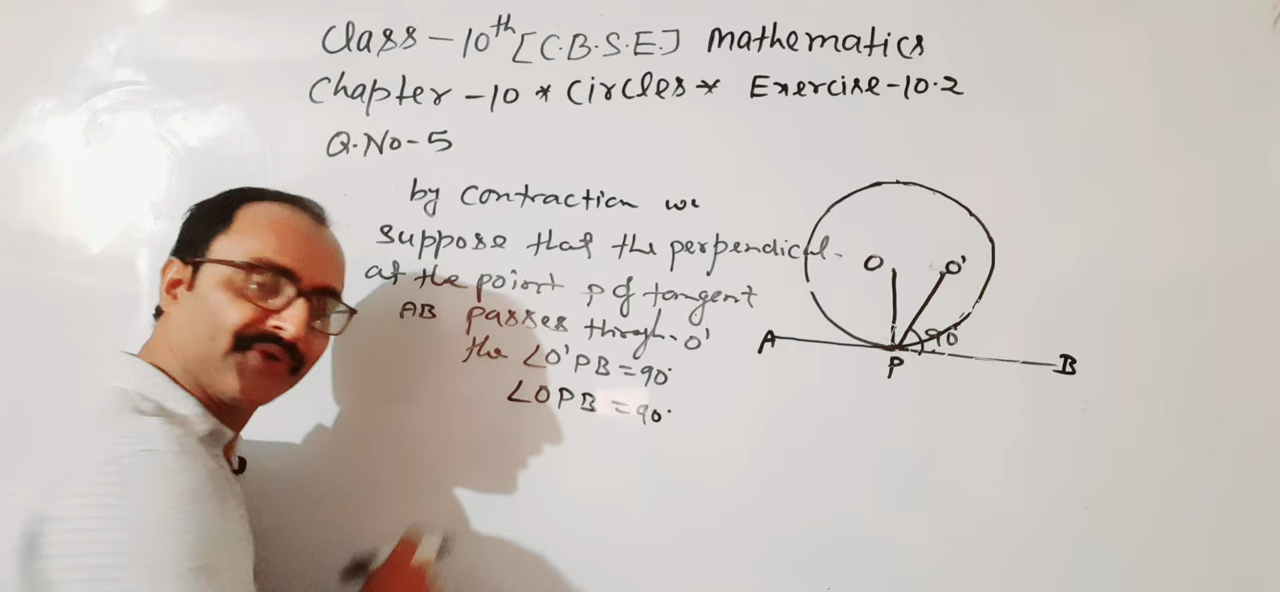 Class-10th [C.B.S.E.] Mathematics
Chapter-10 * Circles * Exercise-10.2
Q.No-5
by contraction we
suppose that the perpendicul-
at the point P of tangent
AB passes through O'
the ∠O'PB=90°
∠OPB=90°
O O'
90°
A P B